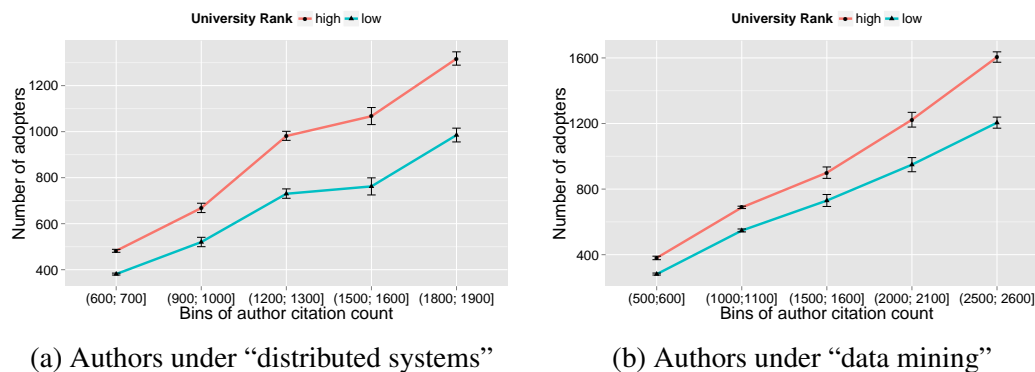 University Rank high low
Number of adopters
1200
1000
800
600
400
(600; 700] (900; 1000] (1200; 1300] (1500; 1600] (1800; 1900]
Bins of author citation count
(a) Authors under “distributed systems”
University Rank high low
Number of adopters
1600
1200
800
400
(500;600] (1000;1100] (1500; 1600] (2000; 2100] (2500; 2600]
Bins of author citation count
(b) Authors under “data mining”